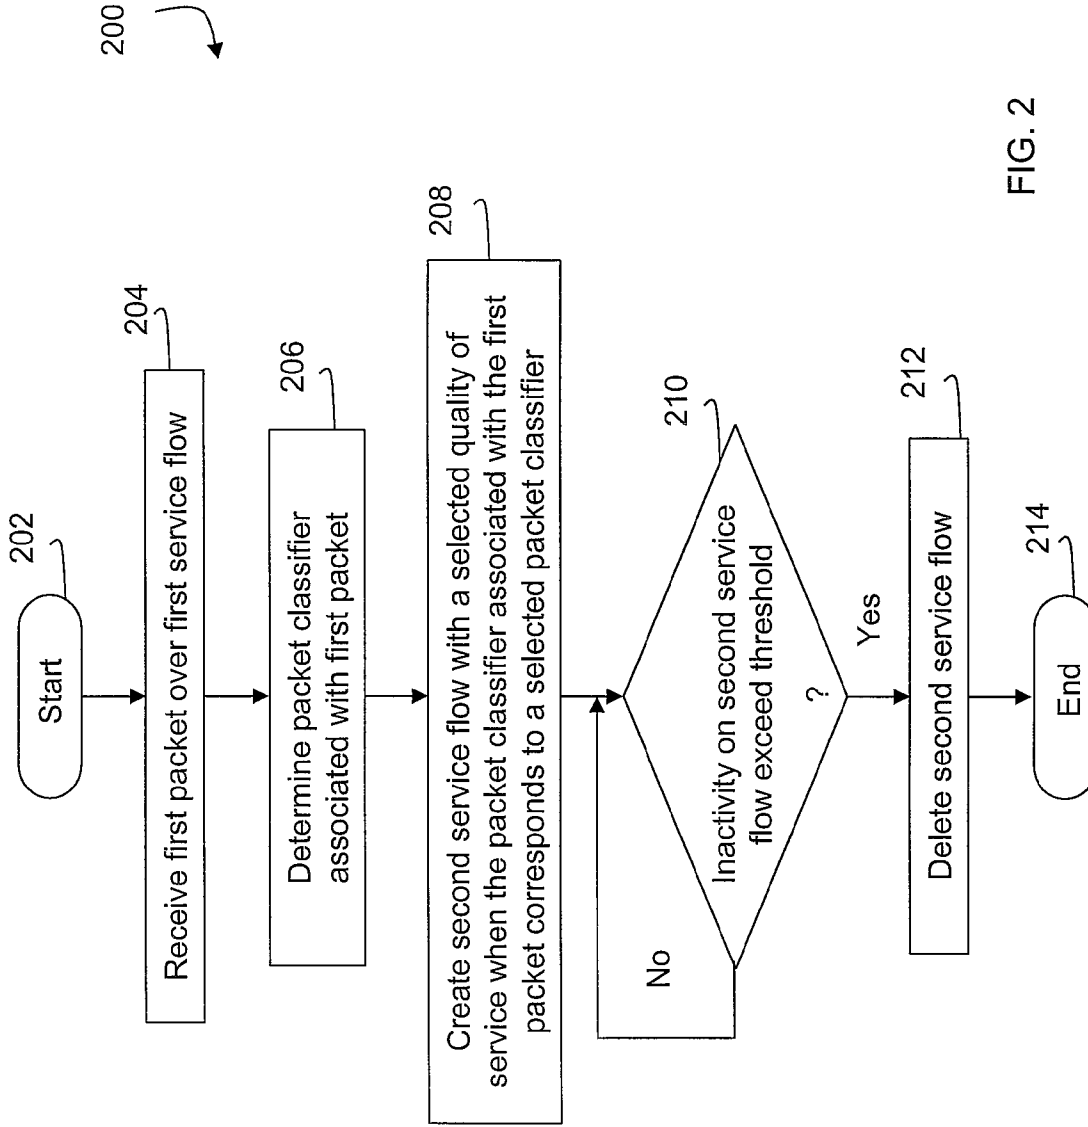 200
Start
202
Receive first packet over first service flow
204
Determine packet classifier
associated with first packet
206
Create second service flow with a selected quality of
service when the packet classifier associated with the first
packet corresponds to a selected packet classifier
208
Inactivity on second service
flow exceed threshold
?
210
No
Yes
Delete second service flow
212
End
214
FIG. 2